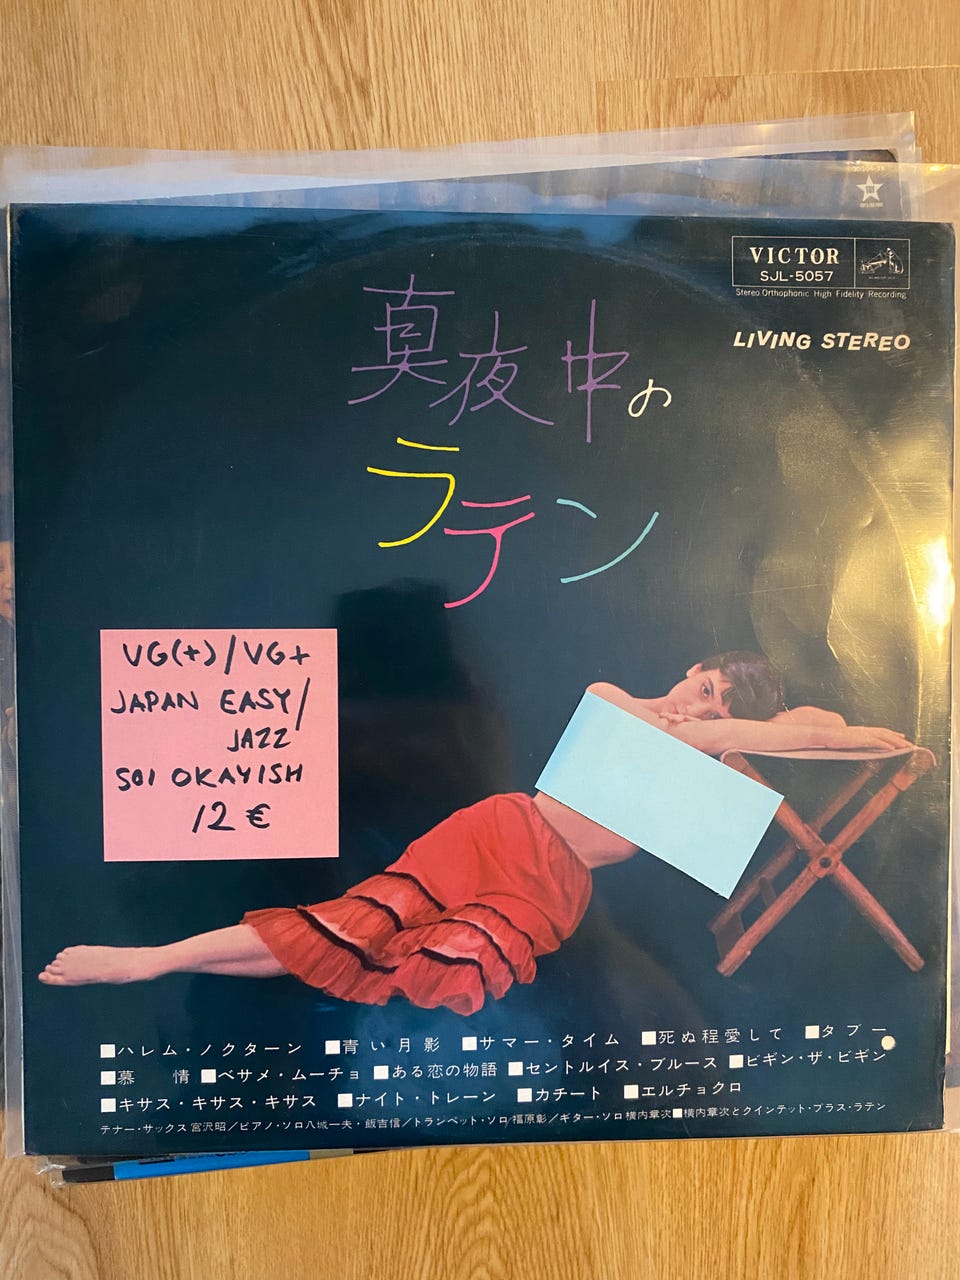 VICTOR
SJL-5057
Stereo Orthophonic High Fidelity Recording
LIVING STEREO
真夜中の
ラテン
VG(+)/VG+
JAPAN EASY/
JAZZ
SOI OKAYISH
12 €
■ハレム・ノクターン ■青い月影 ■サマー・タイム ■死ぬ程愛して ■タブー
■慕情 ■ベサメ・ムーチョ ■ある恋の物語 ■セントルイス・ブルース ■ビギン・ザ・ビギン
■キサス・キサス・キサス ■ナイト・トレーン ■カチート ■エルチョクロ
テナー・サックス 宮沢昭/ピアノ・ソロ 八城一夫・飯吉信/トランペット・ソロ 福原彰/ギター・ソロ 横内章次■横内章次とクインテット・プラス・ラテン